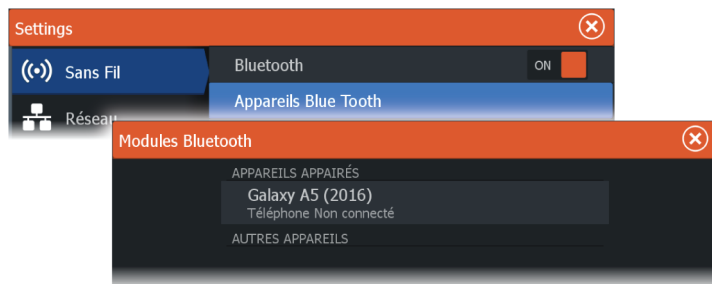 Settings
Sans Fil
Bluetooth
ON
Appareils Blue Tooth
Réseau
Modules Bluetooth
APPAREILS APPAIRÉS
Galaxy A5 (2016)
Téléphone Non connecté
AUTRES APPAREILS